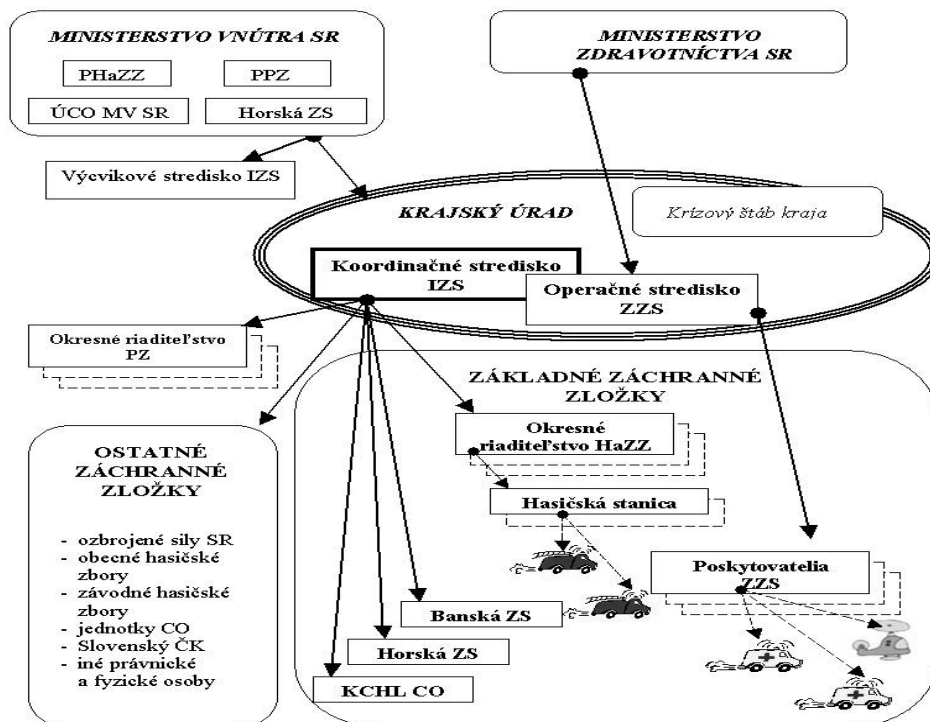 MINISTERSTVO VNÚTRA SR
PHaZZ
PPZ
ÚCO MV SR
Horská ZS
MINISTERSTVO
ZDRAVOTNÍCTVA SR
Výcvikové stredisko IZS
KRAJSKÝ ÚRAD
Krízový štáb kraja
Koordinačné stredisko
IZS
Operačné stredisko
ZZS
Okresné riaditeľstvo
PZ
ZÁKLADNÉ ZÁCHRANNÉ
ZLOŽKY
Okresné
riaditeľstvo HaZZ
Hasičská stanica
Poskytovatelia
ZZS
Banská ZS
Horská ZS
KCHL CO
OSTATNÉ
ZÁCHRANNÉ
ZLOŽKY
- ozbrojené sily SR
- obecné hasičské
zbory
- závodné hasičské
zbory
- jednotky CO
- Slovenský ČK
- iné právnické
a fyzické osoby